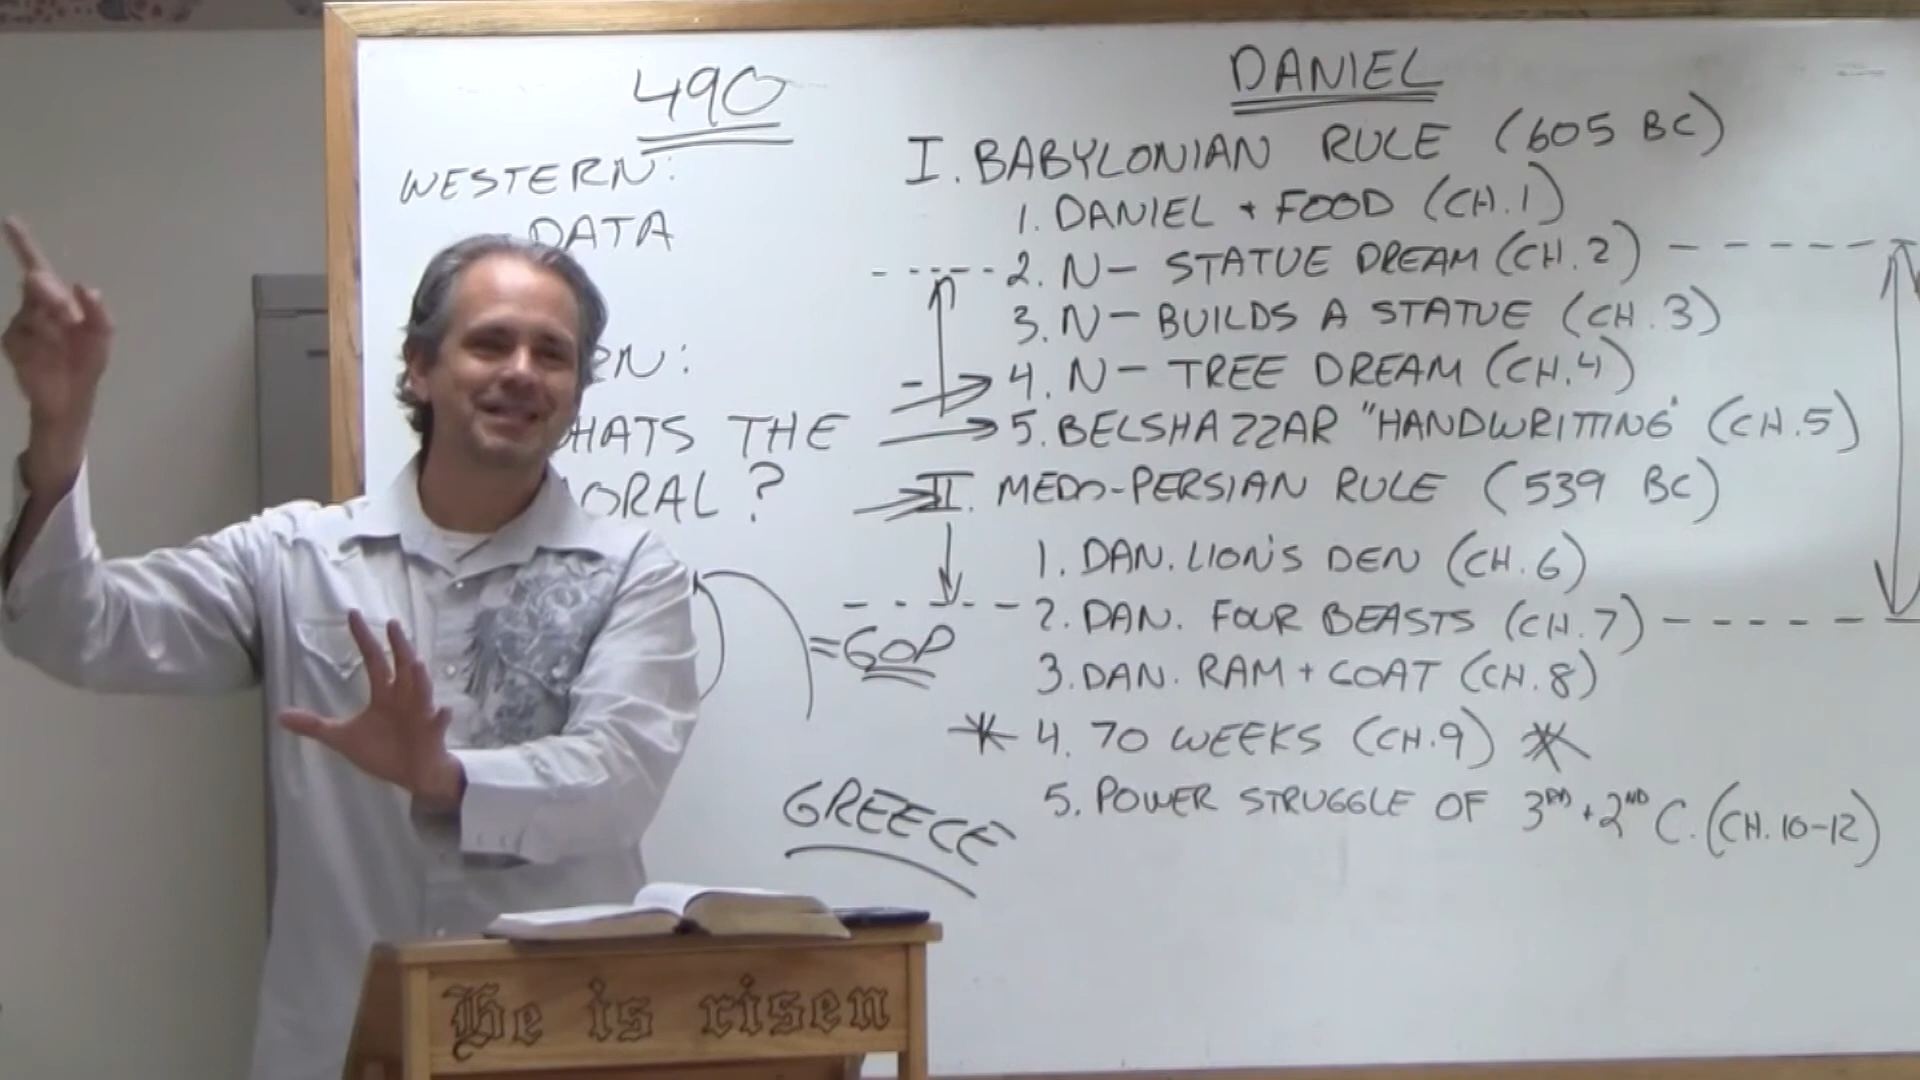 490
WESTERN:
DATA
RN:
HATS THE
ORAL?
= GOP
GREECE
DANIEL
I. BABYLONIAN RULE (605 BC)
1. DANIEL + FOOD (CH. 1)
2. N- STATUE DREAM (CH. 2)
3. N- BUILDS A STATUE (CH. 3)
4. N- TREE DREAM (CH. 4)
5. BELSHAZZAR "HANDWRITTING" (CH. 5)
II. MEDO-PERSIAN RULE (539 BC)
1. DAN. LION'S DEN (CH. 6)
2. DAN. FOUR BEASTS (CH. 7)
3. DAN. RAM + GOAT (CH. 8)
* 4. 70 WEEKS (CH. 9) *
5. POWER STRUGGLE OF 3RD + 2ND C. (CH. 10-12)
He is risen